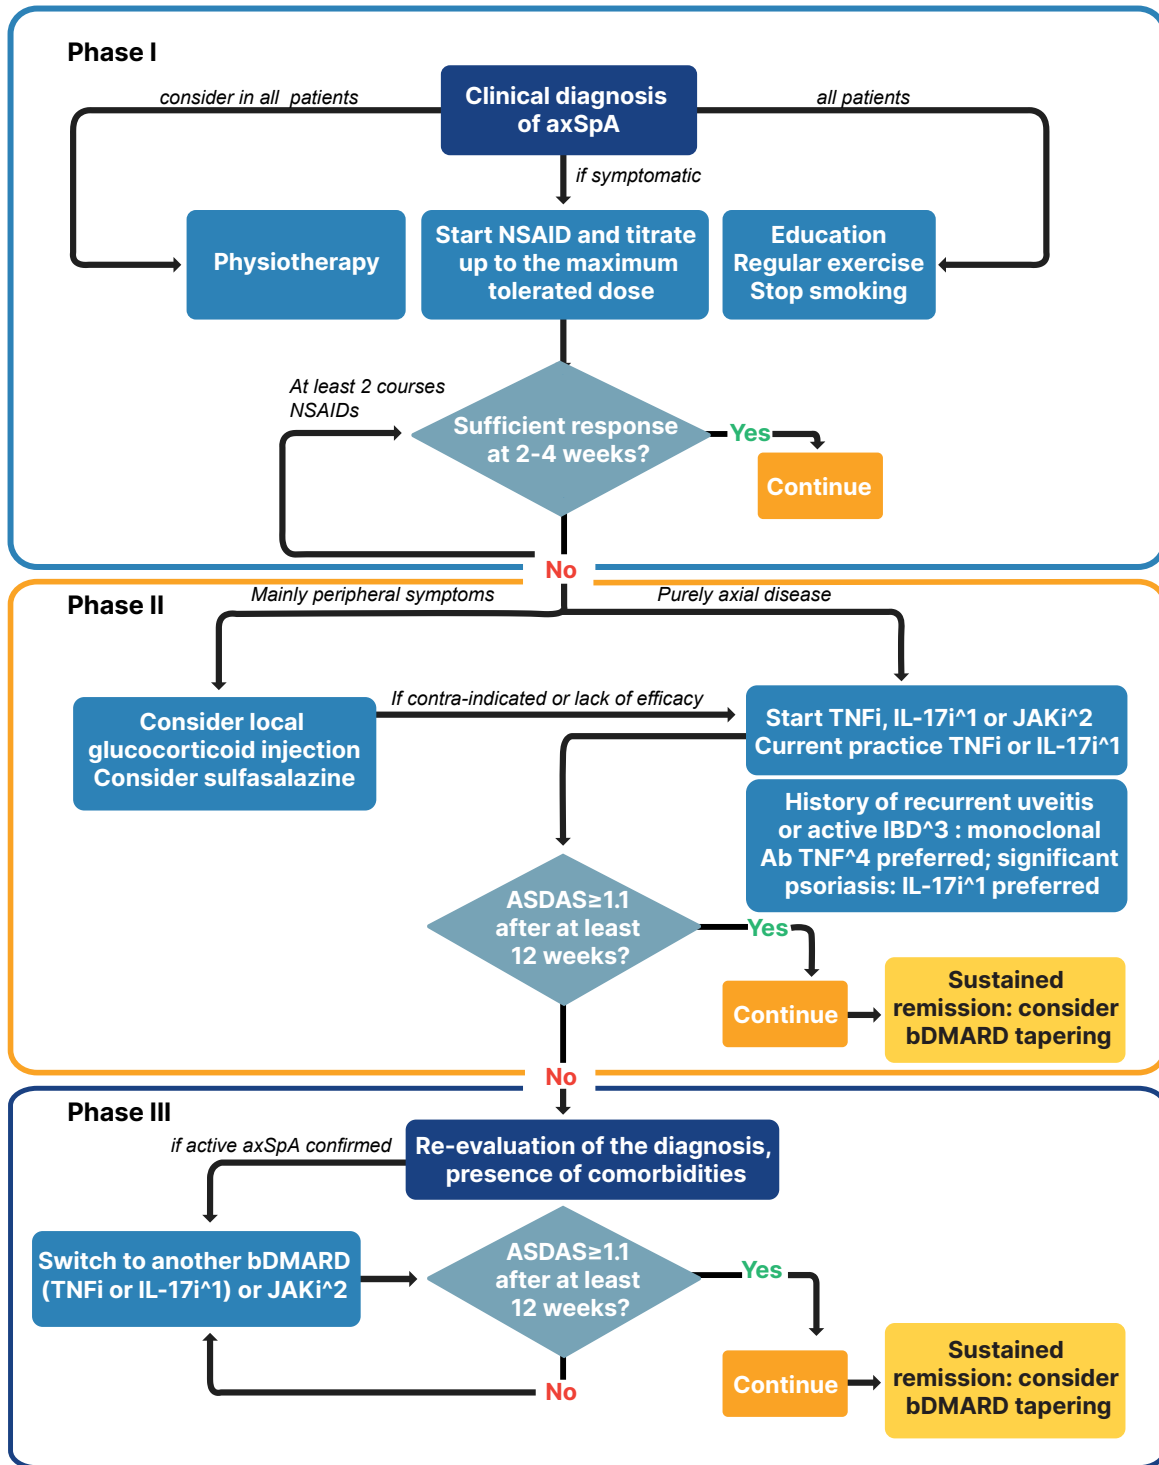 Phase I
consider in all patients
Clinical diagnosis
of axSpA
all patients
if symptomatic
Physiotherapy
Start NSAID and titrate
up to the maximum
tolerated dose
Education
Regular exercise
Stop smoking
At least 2 courses
NSAIDs
Sufficient response
at 2-4 weeks?
Yes
Continue
No
Phase II
Mainly peripheral symptoms
Purely axial disease
Consider local
glucocorticoid injection
Consider sulfasalazine
If contra-indicated or lack of efficacy
Start TNFi, IL-17i^1 or JAKi^2
Current practice TNFi or IL-17i^1
History of recurrent uveitis
or active IBD^3 : monoclonal
Ab TNF^4 preferred; significant
psoriasis: IL-17i^1 preferred
ASDAS≥1.1
after at least
12 weeks?
Yes
Continue
Sustained
remission: consider
bDMARD tapering
No
Phase III
if active axSpA confirmed
Re-evaluation of the diagnosis,
presence of comorbidities
Switch to another bDMARD
(TNFi or IL-17i^1) or JAKi^2
ASDAS≥1.1
after at least
12 weeks?
Yes
No
Continue
Sustained
remission: consider
bDMARD tapering